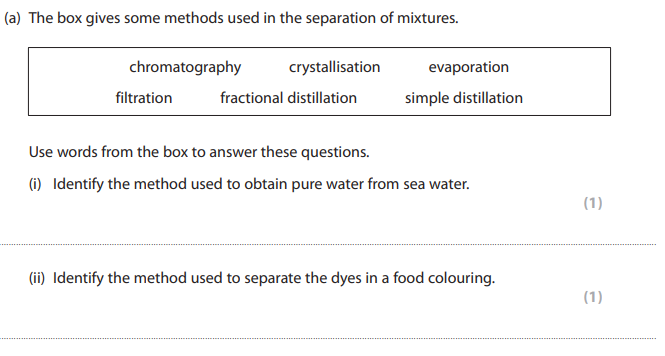 (a) The box gives some methods used in the separation of mixtures.
chromatography crystallisation evaporation
filtration fractional distillation simple distillation
Use words from the box to answer these questions.
(i) Identify the method used to obtain pure water from sea water.
(1)
(ii) Identify the method used to separate the dyes in a food colouring.
(1)